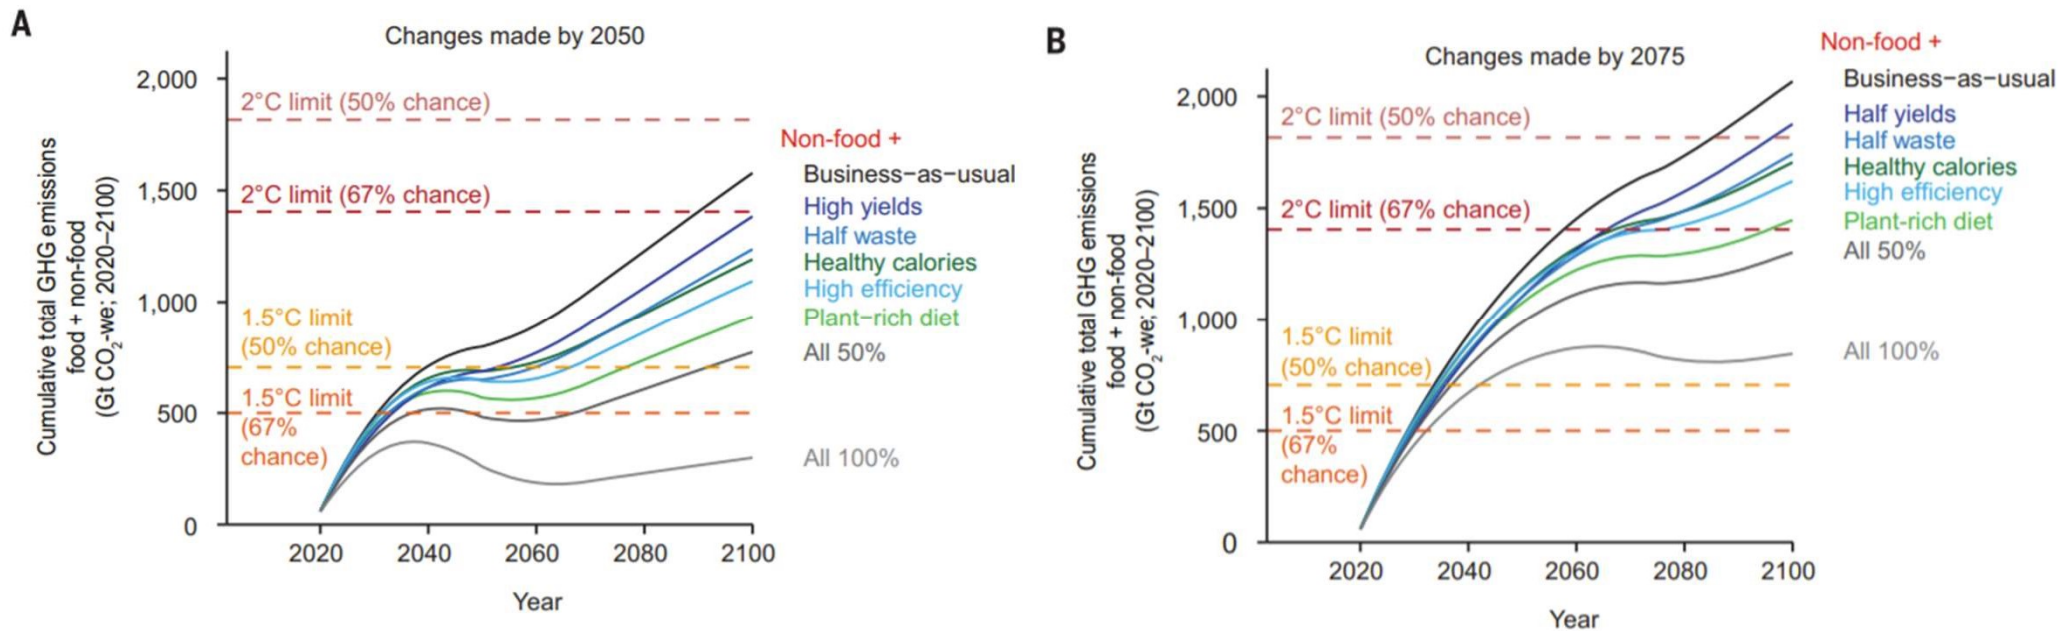 A
Changes made by 2050
Cumulative total GHG emissions
food + non-food
(Gt CO2-we; 2020–2100)
2,000
1,500
1,000
500
0
2°C limit (50% chance)
2°C limit (67% chance)
1.5°C limit
(50% chance)
1.5°C limit
(67%
chance)
2020 2040 2060 2080 2100
Year
Non-food +
Business-as-usual
High yields
Half waste
Healthy calories
High efficiency
Plant-rich diet
All 50%
All 100%
B
Changes made by 2075
Cumulative total GHG emissions
food + non-food
(Gt CO2-we; 2020–2100)
2,000
1,500
1,000
500
0
2°C limit (50% chance)
2°C limit (67% chance)
1.5°C limit
(50% chance)
1.5°C limit
(67%
chance)
2020 2040 2060 2080 2100
Year
Non-food +
Business-as-usual
Half yields
Half waste
Healthy calories
High efficiency
Plant-rich diet
All 50%
All 100%